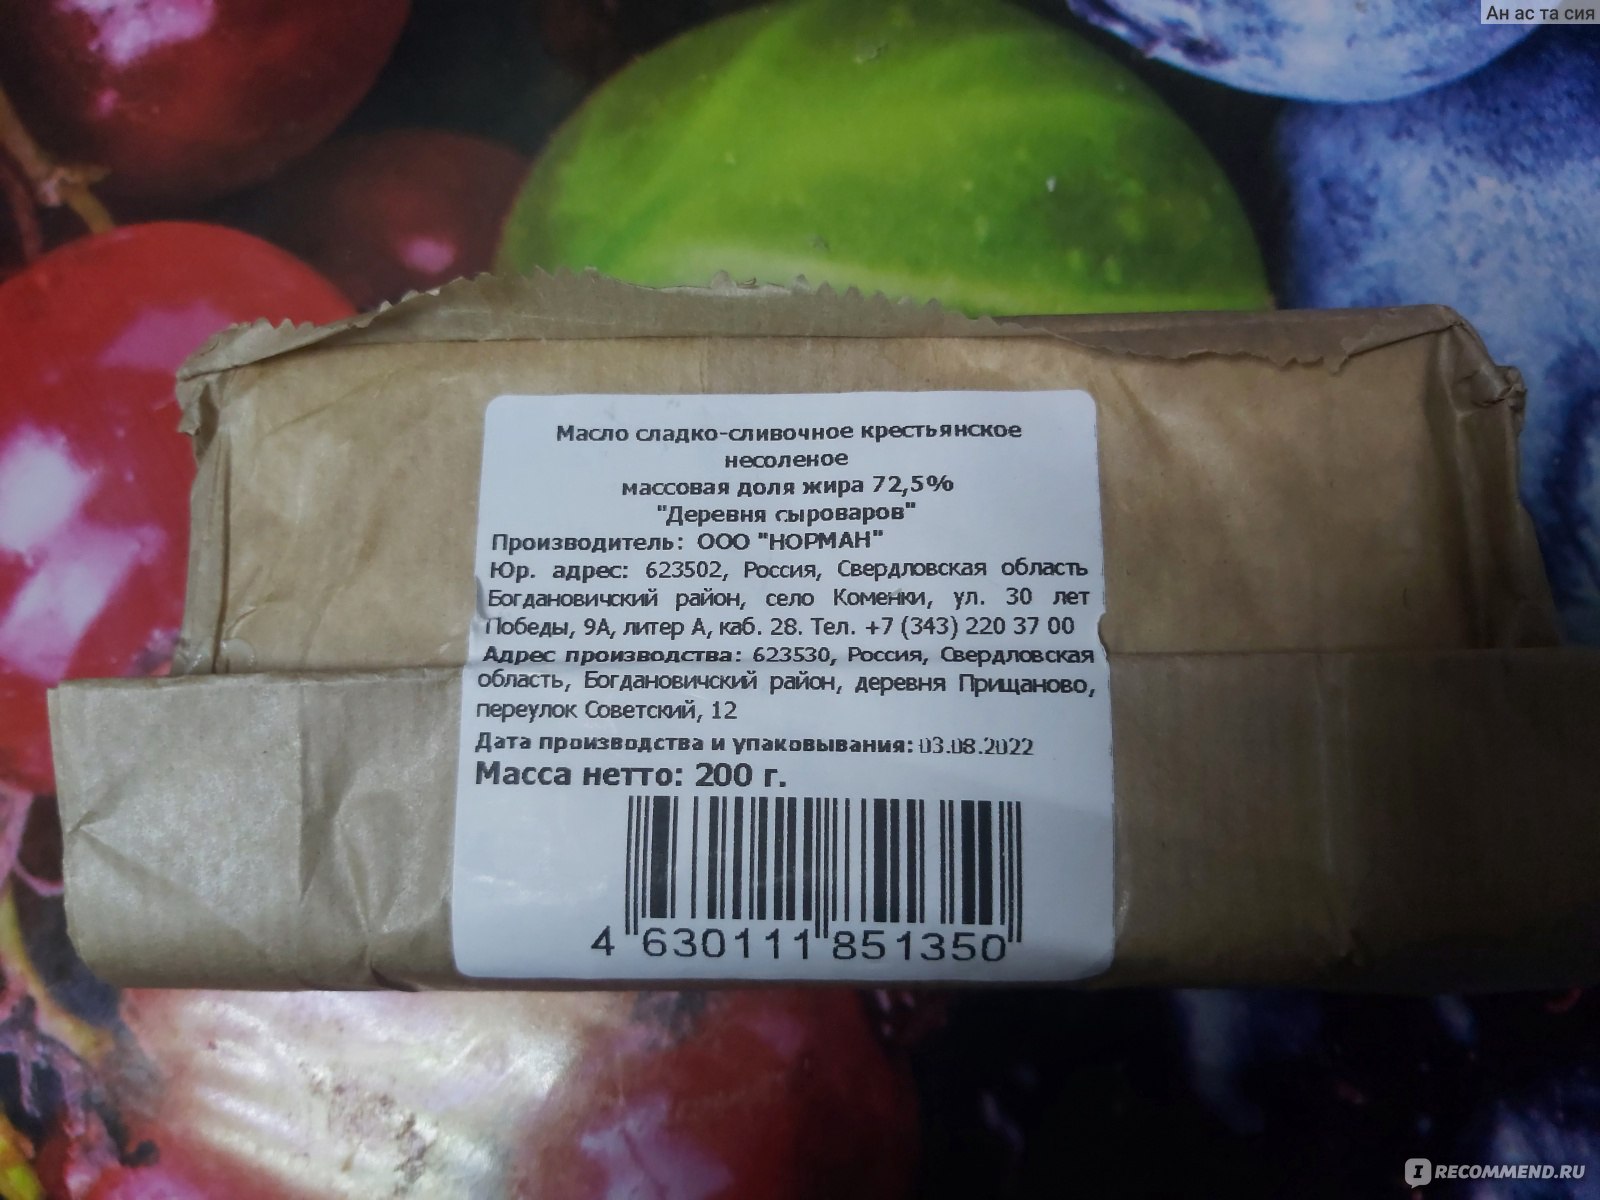 Ан ас та сия
Масло сладко-сливочное крестьянское
несоленое
массовая доля жира 72,5%
"Деревня сыроваров"
Производитель: ООО "НОРМАН"
Юр. адрес: 623502, Россия, Свердловская область
Богдановичский район, село Коменки, ул. 30 лет
Победы, 9А, литер А, каб. 28. Тел. +7 (343) 220 37 00
Адрес производства: 623530, Россия, Свердловская
область, Богдановичский район, деревня Прищаново,
переулок Советский, 12
Дата производства и упаковывания: 03.08.2022
Масса нетто: 200 г.
4 630111 851350
IRECOMMEND.RU